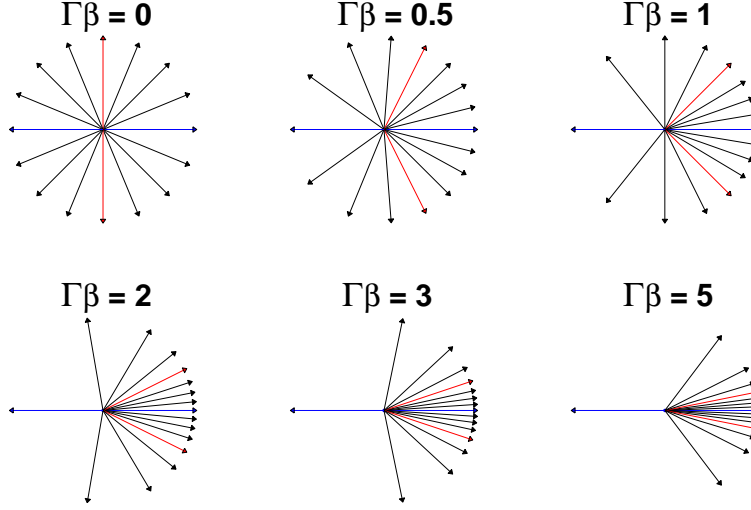 Γβ = 0
Γβ = 0.5
Γβ = 1
Γβ = 2
Γβ = 3
Γβ = 5